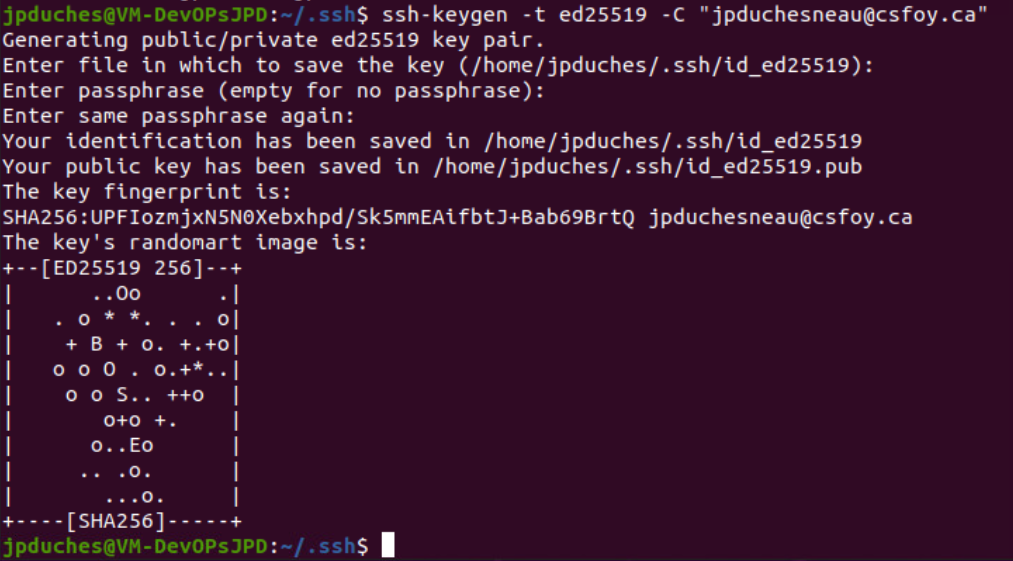 jpduches@VM-DevOPsJPD:~/.ssh$ ssh-keygen -t ed25519 -C "jpduchesneau@csfoy.ca"
Generating public/private ed25519 key pair.
Enter file in which to save the key (/home/jpduches/.ssh/id_ed25519):
Enter passphrase (empty for no passphrase):
Enter same passphrase again:
Your identification has been saved in /home/jpduches/.ssh/id_ed25519
Your public key has been saved in /home/jpduches/.ssh/id_ed25519.pub
The key fingerprint is:
SHA256:UPFIozmjxN5N0Xebxhpd/Sk5mmEAifbtJ+Bab69BrtQ jpduchesneau@csfoy.ca
The key's randomart image is:
+--[ED25519 256]--+
|      ..Oo      .|
|   . o * *. . . o|
|    + B + o. +.+o|
|   o o O . o.+*..|
|    o o S.. ++o  |
|       o+o +.    |
|      o..Eo      |
|     .. .o.      |
|       ...o.     |
+----[SHA256]-----+
jpduches@VM-DevOPsJPD:~/.ssh$